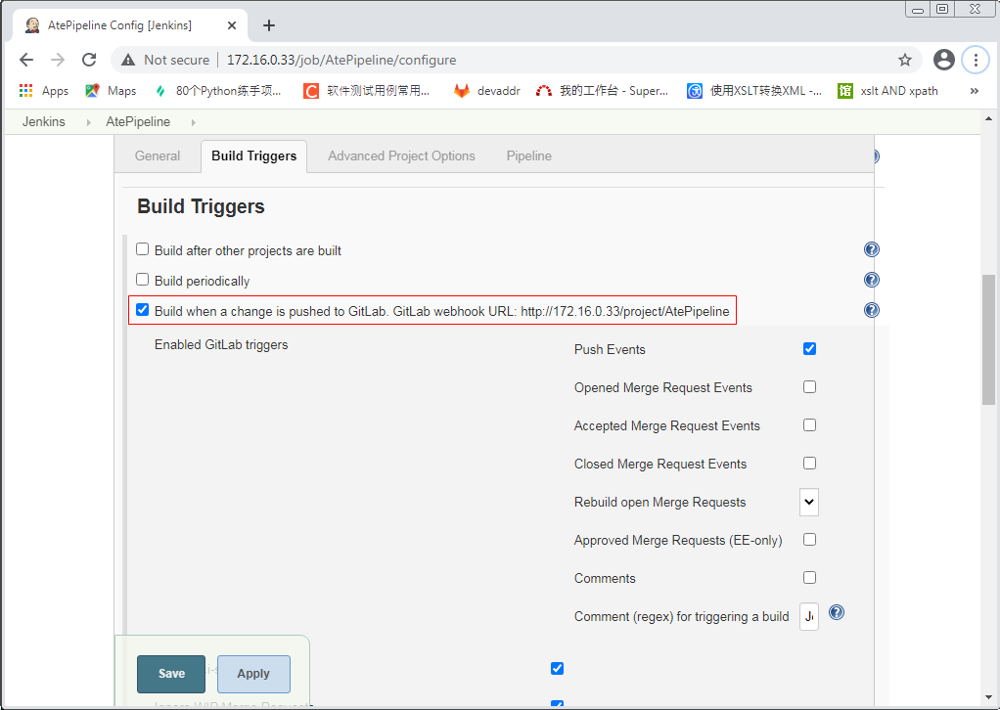 AtePipeline Config [Jenkins]
Not secure | 172.16.0.33/job/AtePipeline/configure
Apps Maps 80个Python练手项... 软件测试用例常用... devaddr 我的工作台 - Super... 使用XSLT转换XML -... xslt AND xpath »
Jenkins AtePipeline
General Build Triggers Advanced Project Options Pipeline
Build Triggers
Build after other projects are built
Build periodically
Build when a change is pushed to GitLab. GitLab webhook URL: http://172.16.0.33/project/AtePipeline
Enabled GitLab triggers
Push Events
Opened Merge Request Events
Accepted Merge Request Events
Closed Merge Request Events
Rebuild open Merge Requests
Approved Merge Requests (EE-only)
Comments
Comment (regex) for triggering a build
Save Apply